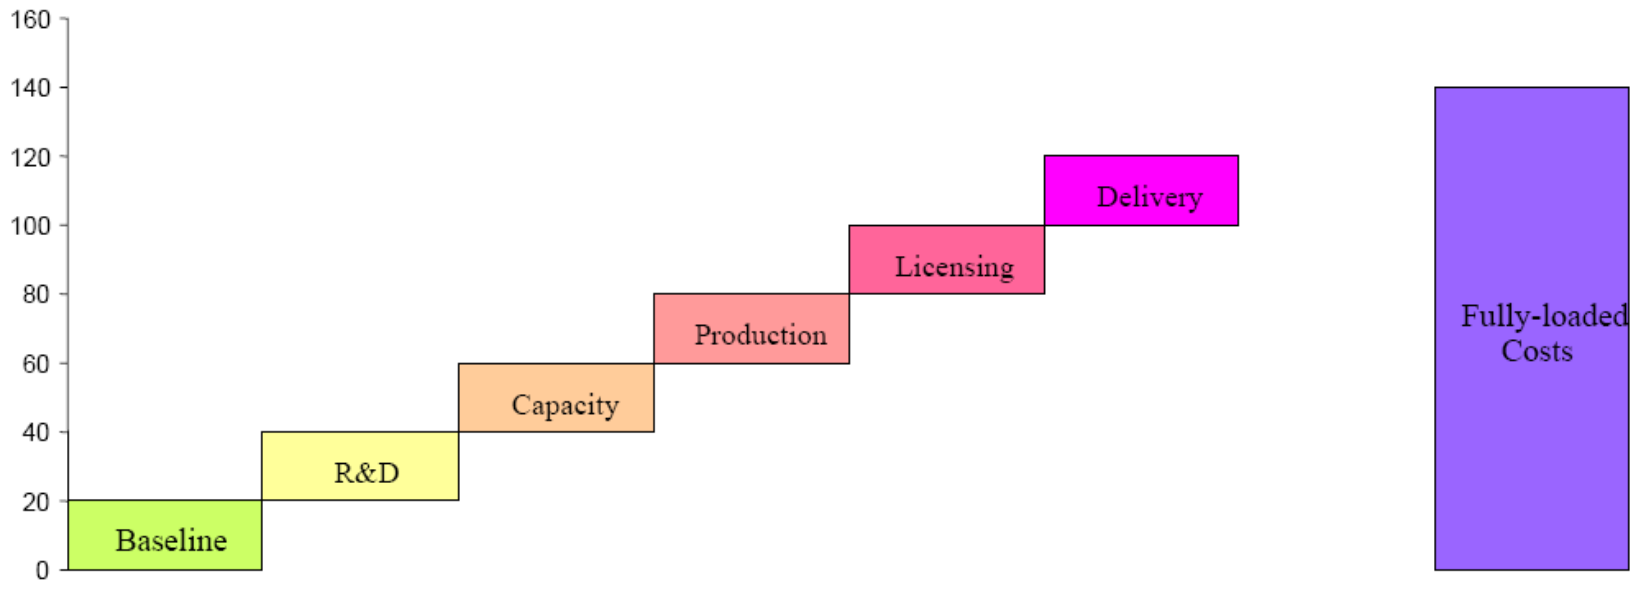 160
140
120
100
80
60
40
20
0
Delivery
Licensing
Production
Capacity
R&D
Baseline
Fully-loaded
Costs